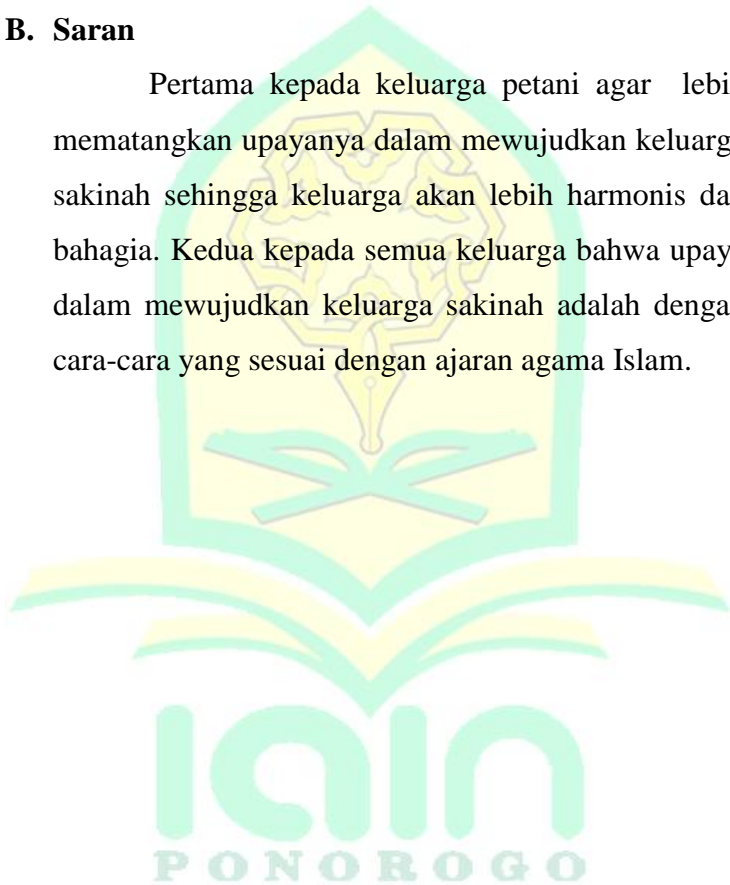 B. Saran
Pertama kepada keluarga petani agar lebi
mematangkan upayanya dalam mewujudkan keluarg
sakinah sehingga keluarga akan lebih harmonis da
bahagia. Kedua kepada semua keluarga bahwa upay
dalam mewujudkan keluarga sakinah adalah denga
cara-cara yang sesuai dengan ajaran agama Islam.
iain
PONOROGO